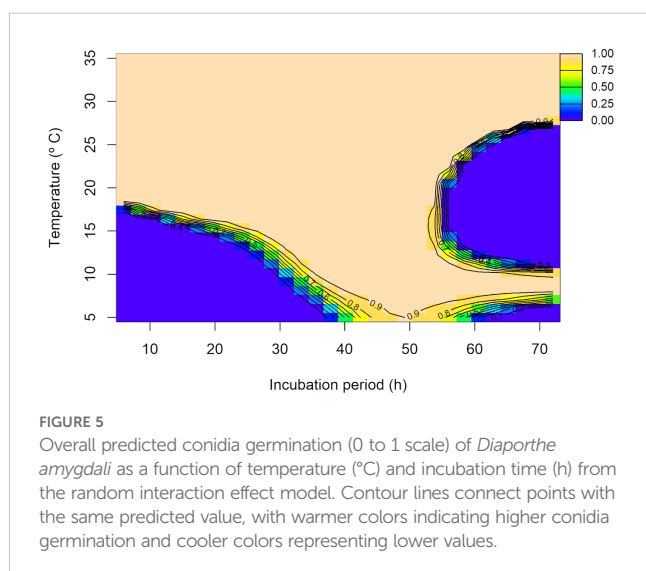 35
30
25
20
15
10
5
Temperature (° C)
1.00
0.75
0.50
0.25
0.00
0.9
0.8
0.9
0.9
0.8
10 20 30 40 50 60 70
Incubation period (h)
FIGURE 5
Overall predicted conidia germination (0 to 1 scale) of Diaporthe
amygdali as a function of temperature (°C) and incubation time (h) from
the random interaction effect model. Contour lines connect points with
the same predicted value, with warmer colors indicating higher conidia
germination and cooler colors representing lower values.